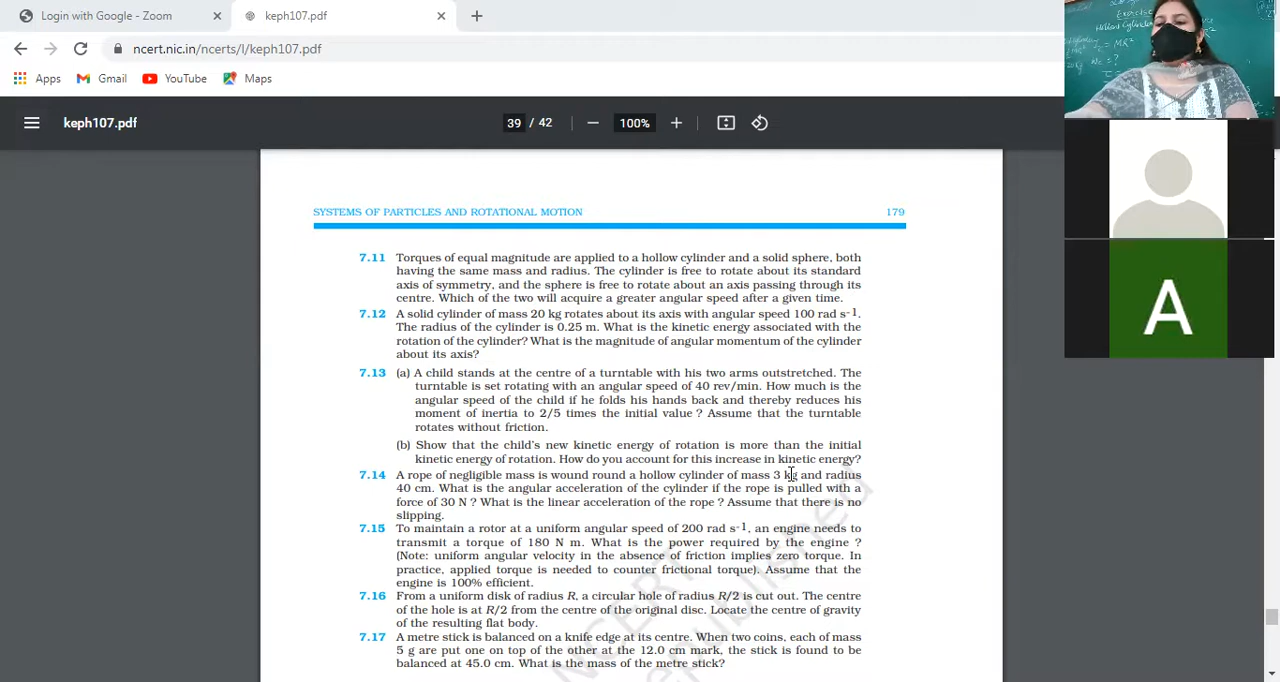 Login with Google - Zoom
keph107.pdf
ncert.nic.in/ncerts/l/keph107.pdf
Apps Gmail YouTube Maps
keph107.pdf
39 / 42
100%
SYSTEMS OF PARTICLES AND ROTATIONAL MOTION 179
7.11 Torques of equal magnitude are applied to a hollow cylinder and a solid sphere, both
having the same mass and radius. The cylinder is free to rotate about its standard
axis of symmetry, and the sphere is free to rotate about an axis passing through its
centre. Which of the two will acquire a greater angular speed after a given time.
7.12 A solid cylinder of mass 20 kg rotates about its axis with angular speed 100 rad s⁻¹.
The radius of the cylinder is 0.25 m. What is the kinetic energy associated with the
rotation of the cylinder? What is the magnitude of angular momentum of the cylinder
about its axis?
7.13 (a) A child stands at the centre of a turntable with his two arms outstretched. The
turntable is set rotating with an angular speed of 40 rev/min. How much is the
angular speed of the child if he folds his hands back and thereby reduces his
moment of inertia to 2/5 times the initial value ? Assume that the turntable
rotates without friction.
(b) Show that the child's new kinetic energy of rotation is more than the initial
kinetic energy of rotation. How do you account for this increase in kinetic energy?
7.14 A rope of negligible mass is wound round a hollow cylinder of mass 3 kg and radius
40 cm. What is the angular acceleration of the cylinder if the rope is pulled with a
force of 30 N ? What is the linear acceleration of the rope ? Assume that there is no
slipping.
7.15 To maintain a rotor at a uniform angular speed of 200 rad s⁻¹, an engine needs to
transmit a torque of 180 N m. What is the power required by the engine ?
(Note: uniform angular velocity in the absence of friction implies zero torque. In
practice, applied torque is needed to counter frictional torque). Assume that the
engine is 100% efficient.
7.16 From a uniform disk of radius R, a circular hole of radius R/2 is cut out. The centre
of the hole is at R/2 from the centre of the original disc. Locate the centre of gravity
of the resulting flat body.
7.17 A metre stick is balanced on a knife edge at its centre. When two coins, each of mass
5 g are put one on top of the other at the 12.0 cm mark, the stick is found to be
balanced at 45.0 cm. What is the mass of the metre stick?
NCERT
republished
A